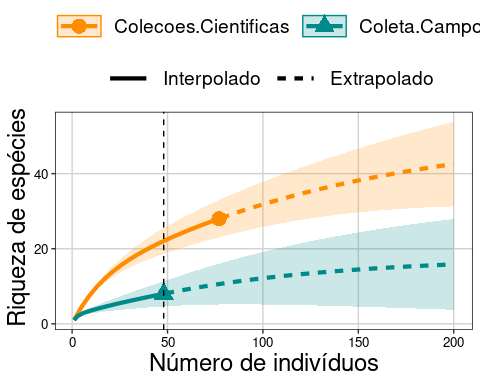 Colecoes.Cientificas Coleta.Campo
Interpolado Extrapolado
Riqueza de espécies
40
20
0
0 50 100 150 200
Número de indivíduos